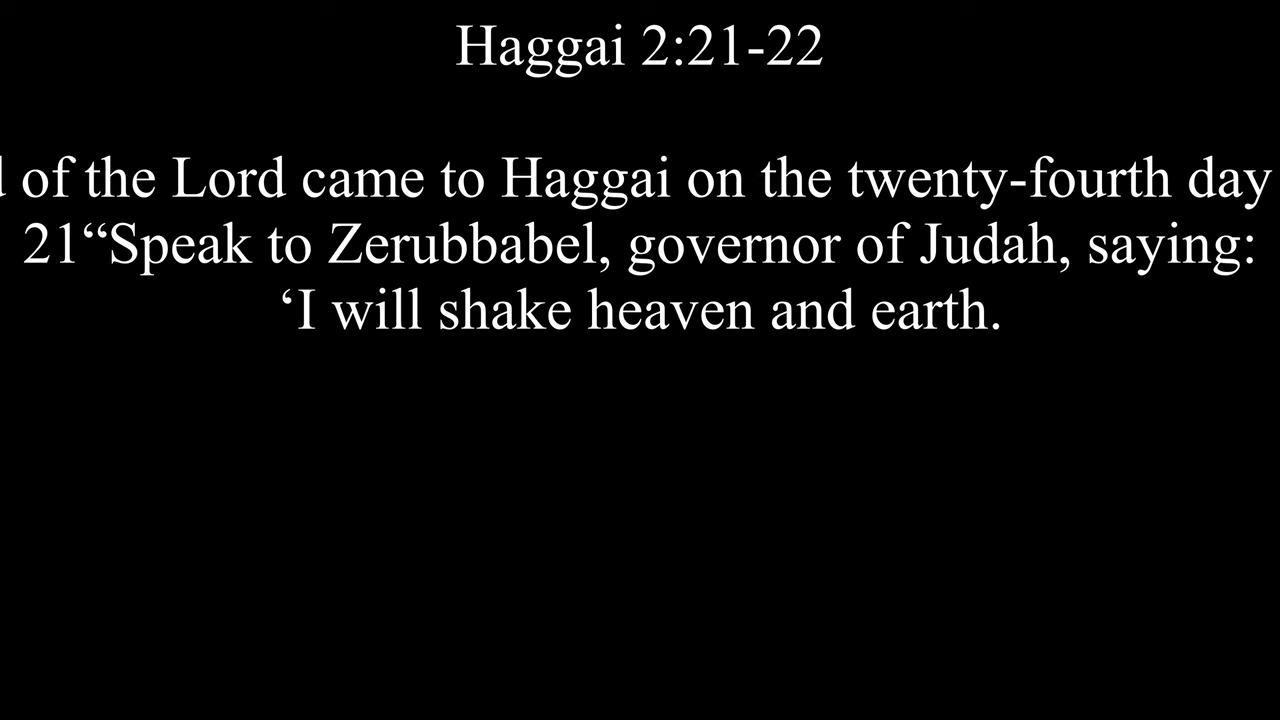 Haggai 2:21-22
of the Lord came to Haggai on the twenty-fourth day
21“Speak to Zerubbabel, governor of Judah, saying:
‘I will shake heaven and earth.